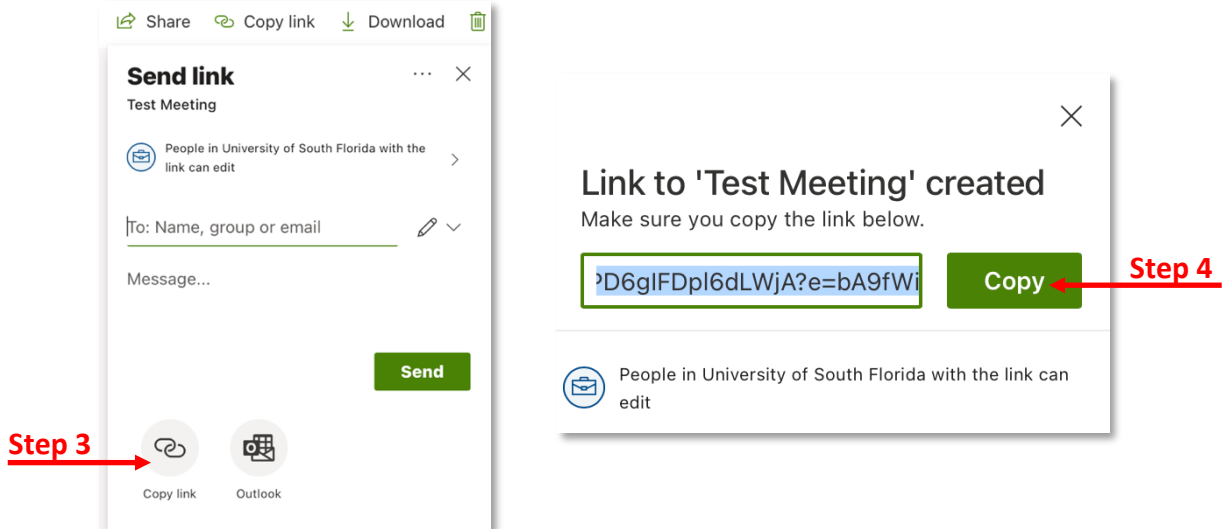 Share Copy link Download
Send link
Test Meeting
People in University of South Florida with the
link can edit
To: Name, group or email
Message...
Send
Step 3
Copy link Outlook
Link to 'Test Meeting' created
Make sure you copy the link below.
PD6gIFDpl6dLWjA?e=bA9fWi
Copy
Step 4
People in University of South Florida with the link can
edit